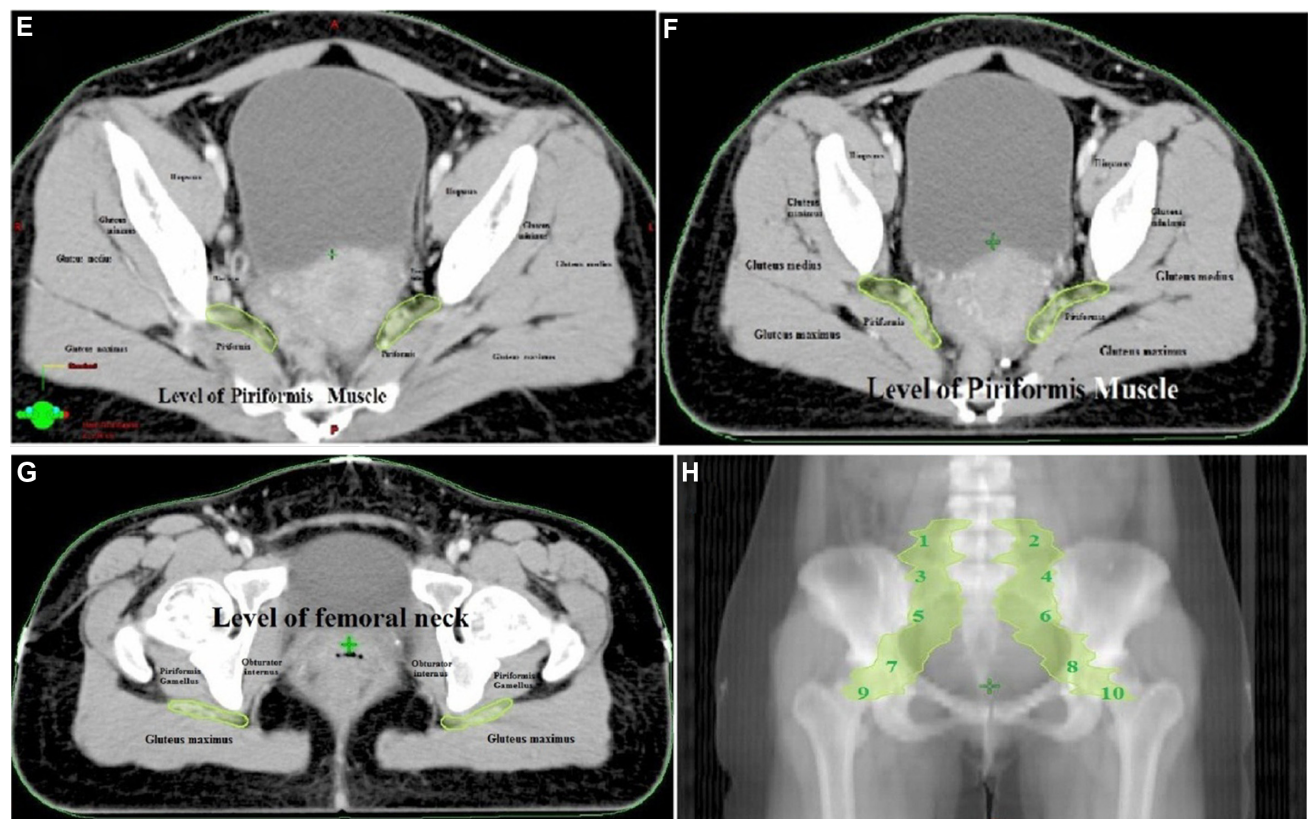 E
A
Iliopsoas
Iliopsoas
Gluteus
minimus
Gluteus
minimus
Gluteus medius
Gluteus medius
R
L
Gluteus maximus
Piriformis
Piriformis
Gluteus maximus
Level of Piriformis Muscle
P
F
Iliopsoas
Iliopsoas
Gluteus
minimus
Gluteus
minimus
Gluteus medius
Gluteus medius
Piriformis
Piriformis
Gluteus maximus
Gluteus maximus
Level of Piriformis Muscle
G
Level of femoral neck
Piriformis
Gamellus
Obturator
internus
Obturator
internus
Piriformis
Gamellus
Gluteus maximus
Gluteus maximus
H
1
2
3
4
5
6
7
8
9
10